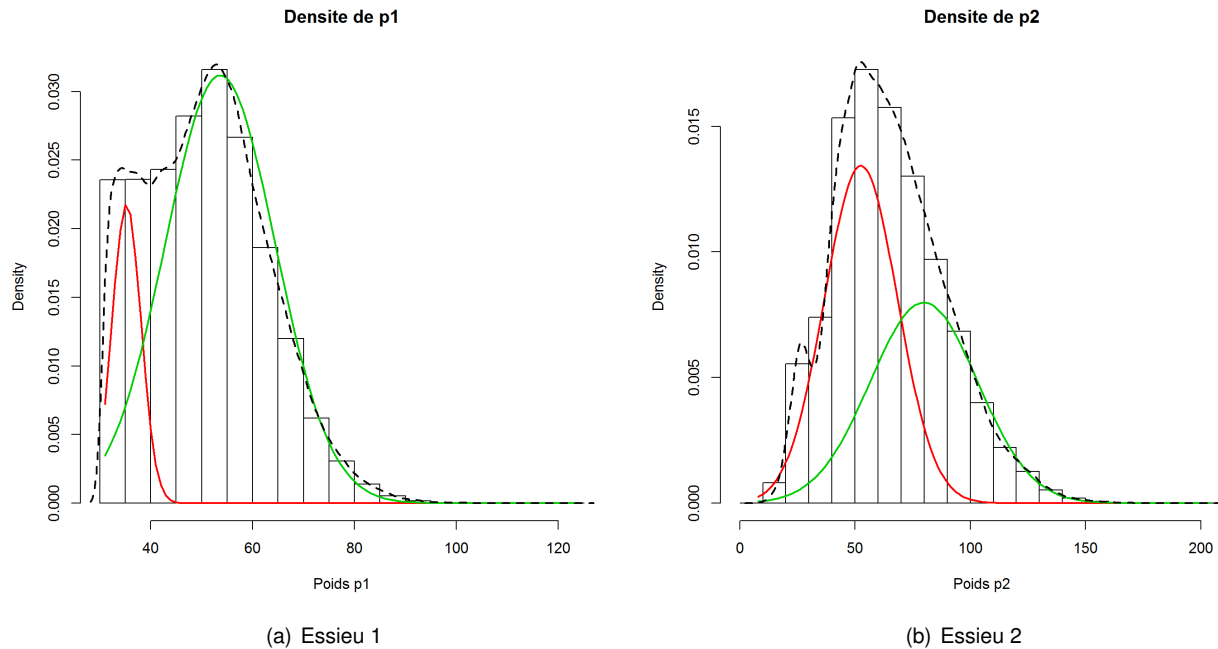 Densite de p1
Density
0.000 0.005 0.010 0.015 0.020 0.025 0.030
40 60 80 100 120
Poids p1
(a) Essieu 1
Densite de p2
Density
0.000 0.005 0.010 0.015
0 50 100 150 200
Poids p2
(b) Essieu 2